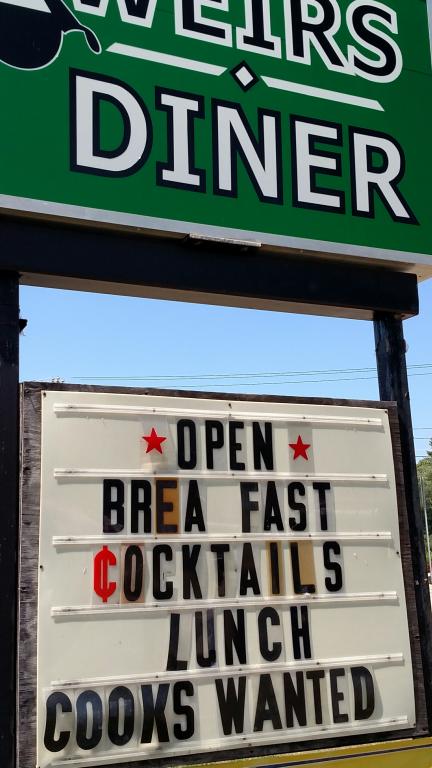 WEIRS
DINER
★ OPEN ★
BREA FAST
¢OCKTAILS
LUNCH
COOKS WANTED